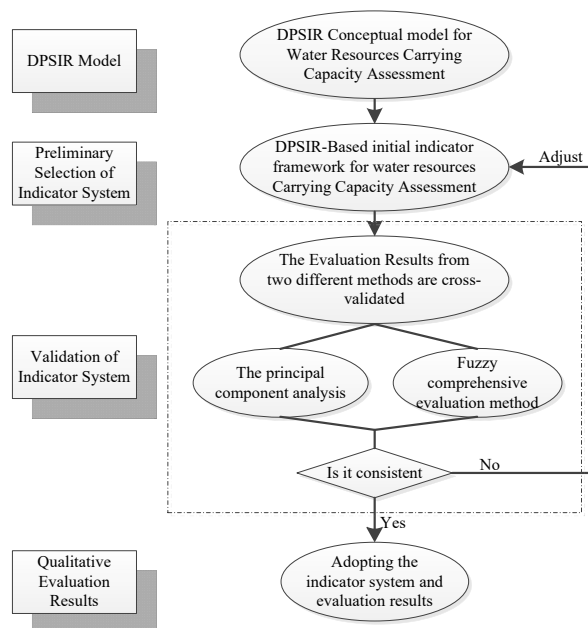 DPSIR Model
DPSIR Conceptual model for
Water Resources Carrying
Capacity Assessment
Preliminary
Selection of
Indicator System
DPSIR-Based initial indicator
framework for water resources
Carrying Capacity Assessment
Adjust
The Evaluation Results from
two different methods are cross-
validated
Validation of
Indicator System
The principal
component analysis
Fuzzy
comprehensive
evaluation method
Is it consistent
No
Yes
Qualitative
Evaluation
Results
Adopting the
indicator system and
evaluation results